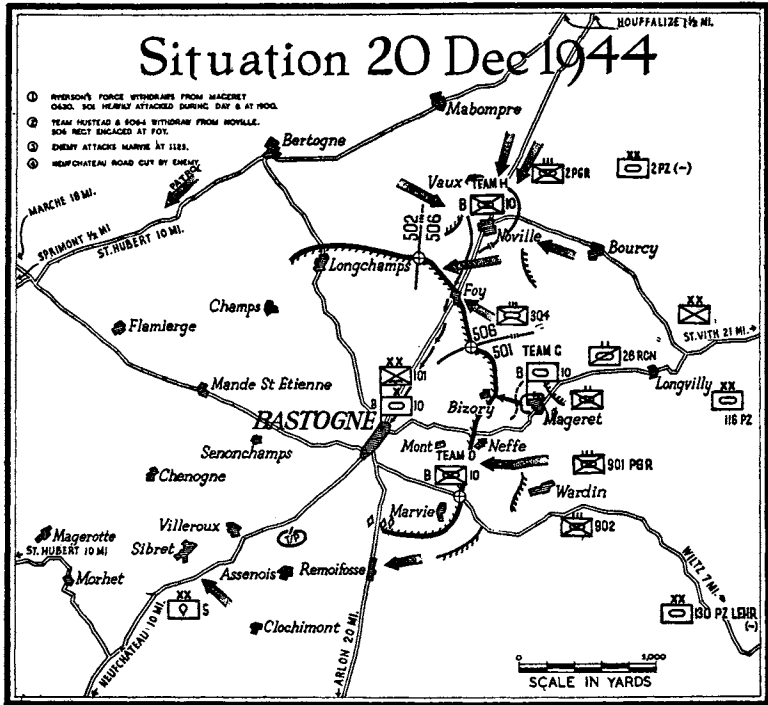 HOUFFALIZE 7½ MI.
Situation 20 Dec 1944
① RYERSON'S FORCE WITHDRAWS FROM MAGERET
0630. 501 HEAVILY ATTACKED DURING DAY & AT 1900.
② TEAM HUSTEAD & 506-1 WITHDRAW FROM NOVILLE.
506 REGT ENGAGED AT FOY.
③ ENEMY ATTACKS MARVIE AT 1125.
④ NEUFCHATEAU ROAD CUT BY ENEMY.
Mabompre
Bertogne
PATROL
MARCHE 18 MI.
SPRIMONT ½ MI
ST. HUBERT 10 MI.
Vaux
TEAM H
B 10
III
2PGR
XX
2PZ (-)
502
506
Noville
Bourcy
Longchamps
Foy
304
Champs
Flamierge
506
501
XX
ST. VITH 21 MI.
TEAM C
B 10
26 RCN
Longvilly
XX
116 PZ
Mande St Etienne
XX
101
B 10
BASTOGNE
Bizory
Mageret
Senonchamps
Mont
Neffe
TEAM D
B 10
901 PGR
Chenogne
Wardin
Marvie
902
Villeroux
Magerotte
ST. HUBERT 10 MI
Sibret
Morhet
Assenois
Remoifosse
WILTZ 7 MI.
XX
5
XX
130 PZ LEHR
(-)
Clochimont
NEUFCHÂTEAU 10 MI.
ARLON 20 MI.
0
1,000
SCALE IN YARDS